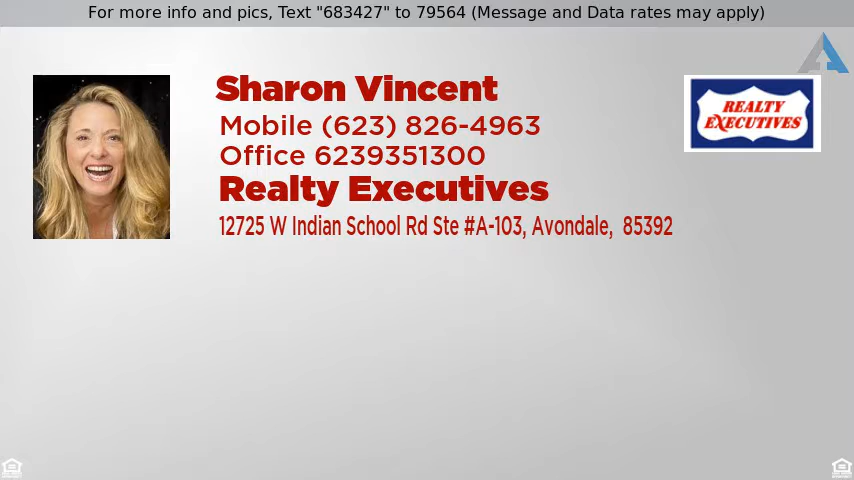 For more info and pics, Text "683427" to 79564 (Message and Data rates may apply)
Sharon Vincent
Mobile (623) 826-4963
Office 6239351300
Realty Executives
12725 W Indian School Rd Ste #A-103, Avondale, 85392
REALTY
EXECUTIVES